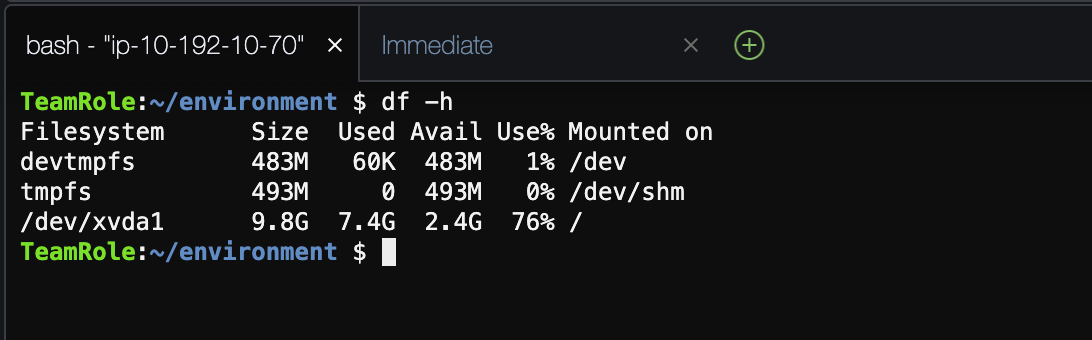 bash - "ip-10-192-10-70" × Immediate ×
TeamRole:~/environment $ df -h
Filesystem      Size  Used Avail Use% Mounted on
devtmpfs        483M   60K  483M   1% /dev
tmpfs           493M     0  493M   0% /dev/shm
/dev/xvda1      9.8G  7.4G  2.4G  76% /
TeamRole:~/environment $